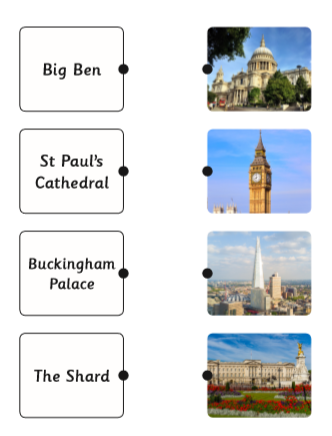 Big Ben
St Paul's
Cathedral
Buckingham
Palace
The Shard